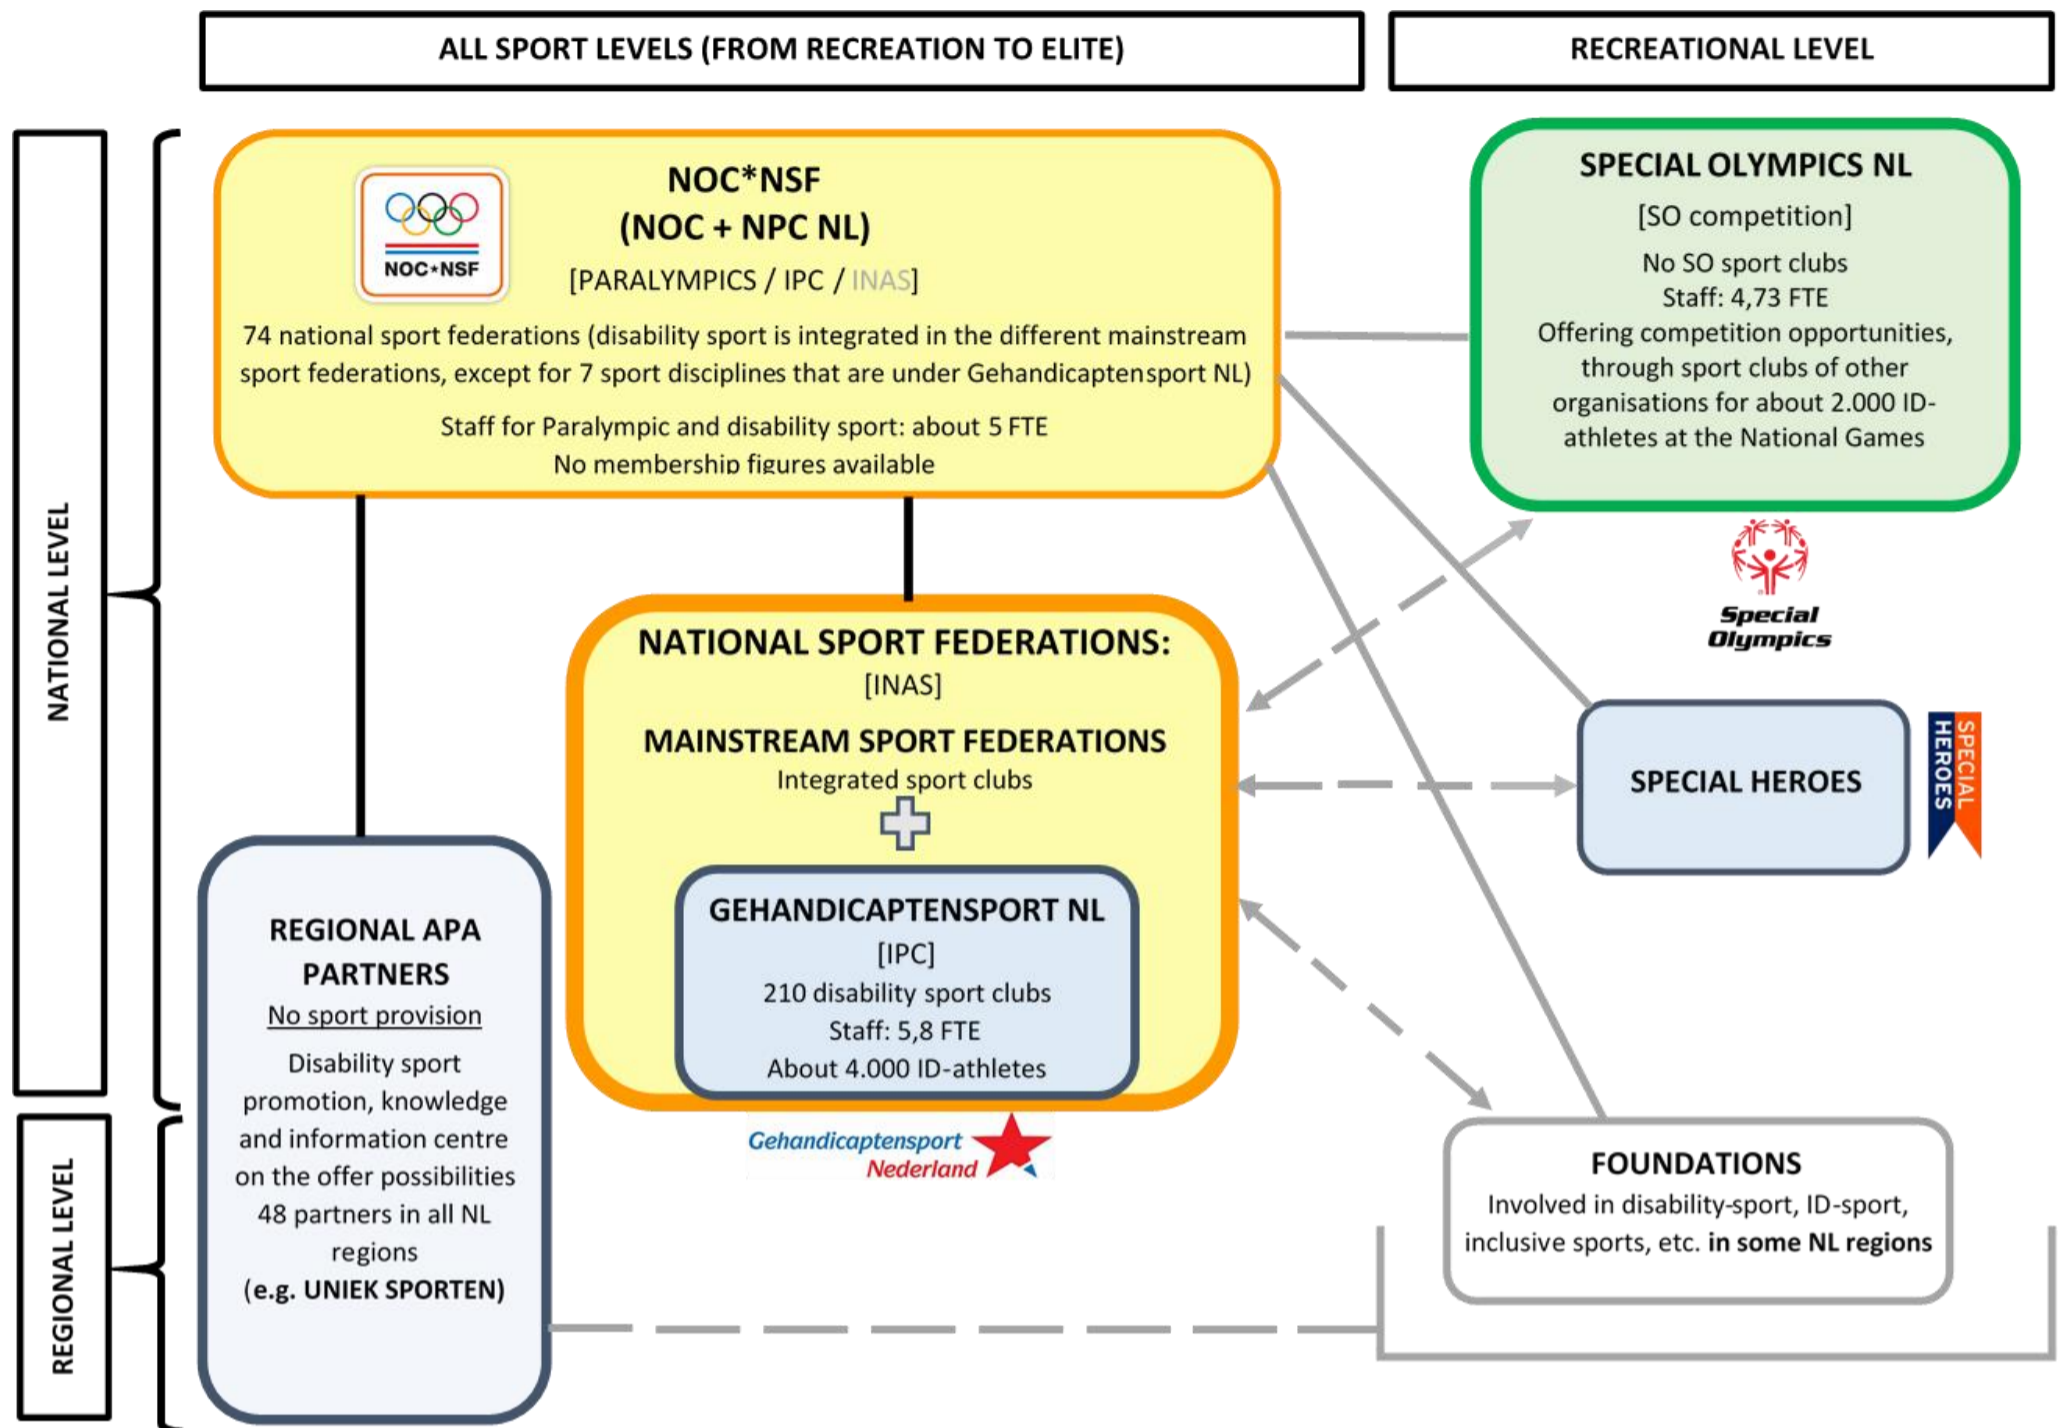 ALL SPORT LEVELS (FROM RECREATION TO ELITE)
RECREATIONAL LEVEL
NATIONAL LEVEL
NOC*NSF
NOC*NSF
(NOC + NPC NL)
[PARALYMPICS / IPC / INAS]
74 national sport federations (disability sport is integrated in the different mainstream
sport federations, except for 7 sport disciplines that are under Gehandicaptensport NL)
Staff for Paralympic and disability sport: about 5 FTE
No membership figures available
SPECIAL OLYMPICS NL
[SO competition]
No SO sport clubs
Staff: 4,73 FTE
Offering competition opportunities,
through sport clubs of other
organisations for about 2.000 ID-
athletes at the National Games
Special
Olympics
NATIONAL SPORT FEDERATIONS:
[INAS]
MAINSTREAM SPORT FEDERATIONS
Integrated sport clubs
GEHANDICAPTENSPORT NL
[IPC]
210 disability sport clubs
Staff: 5,8 FTE
About 4.000 ID-athletes
Gehandicaptensport
Nederland
SPECIAL HEROES
SPECIAL
HEROES
REGIONAL APA
PARTNERS
No sport provision
Disability sport
promotion, knowledge
and information centre
on the offer possibilities
48 partners in all NL
regions
(e.g. UNIEK SPORTEN)
REGIONAL LEVEL
FOUNDATIONS
Involved in disability-sport, ID-sport,
inclusive sports, etc. in some NL regions